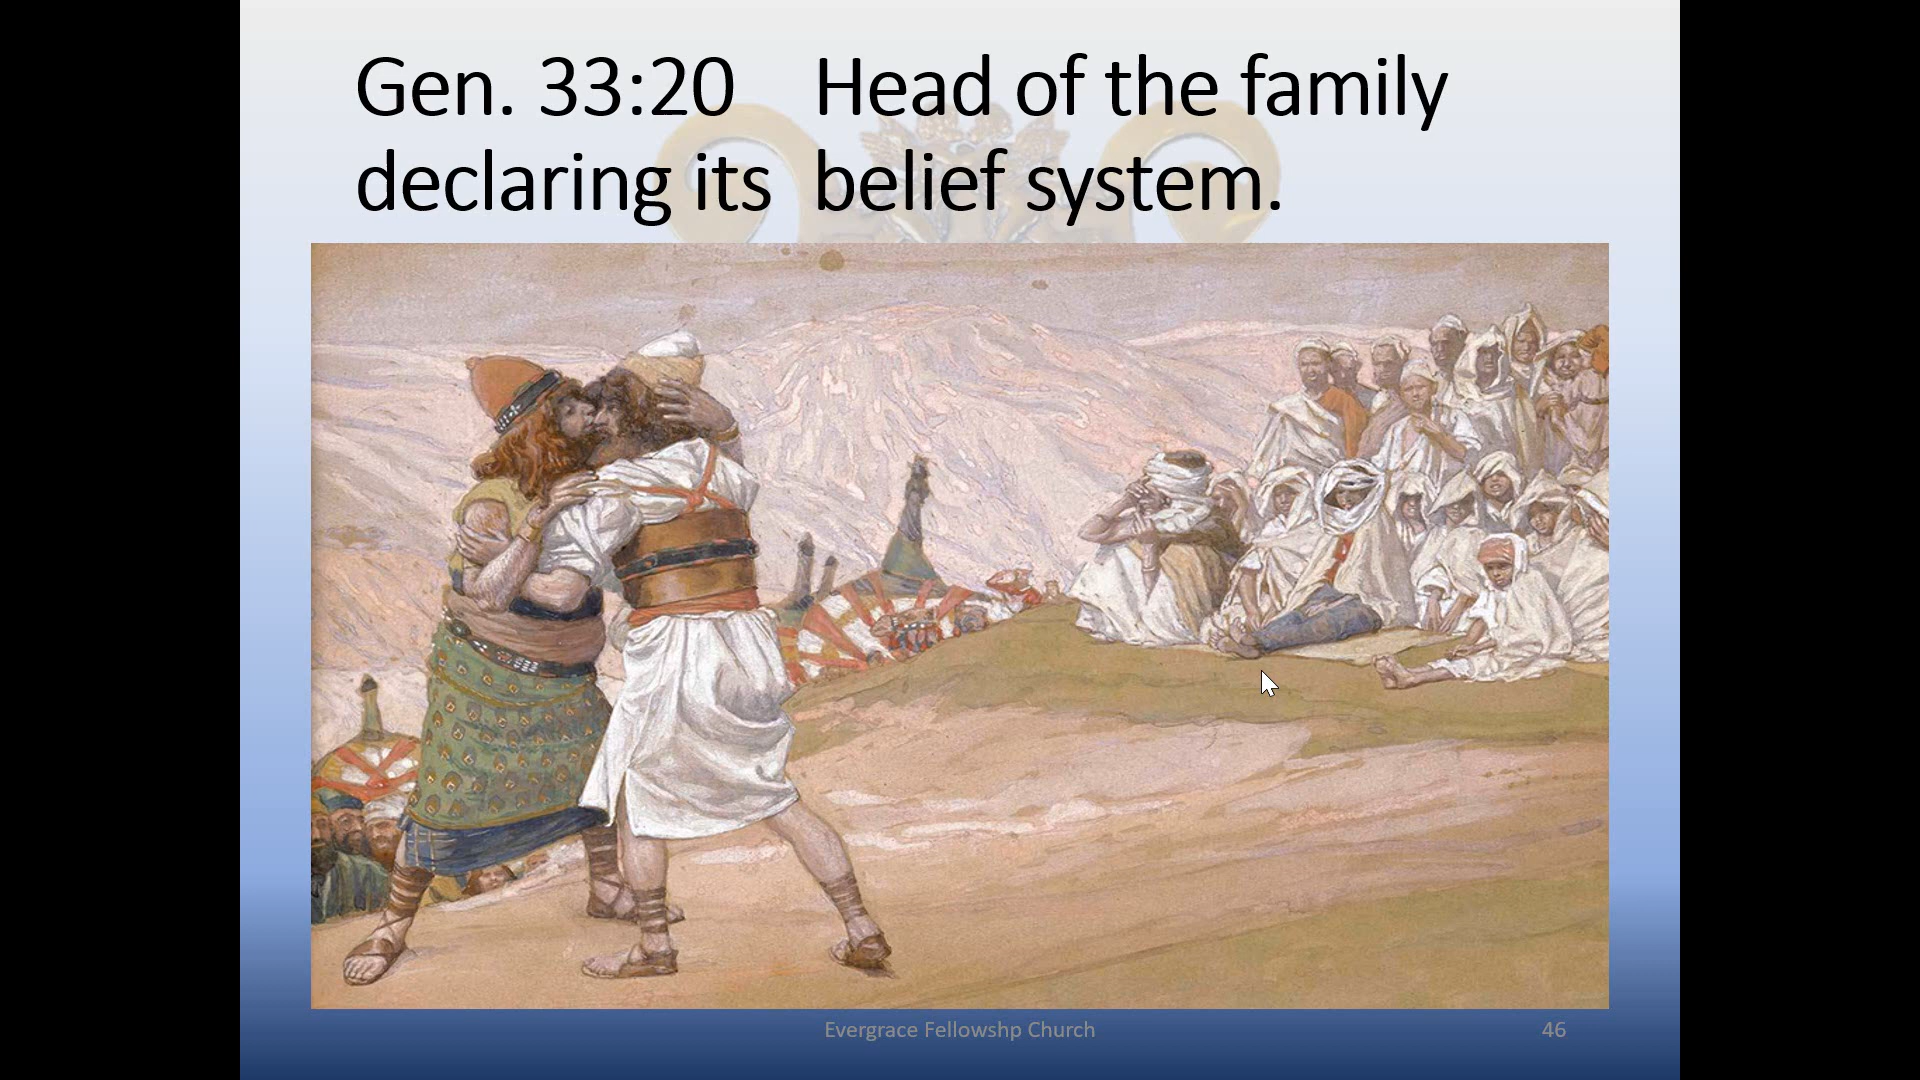 Gen. 33:20    Head of the family
declaring its  belief system.
Evergrace Fellowshp Church
46